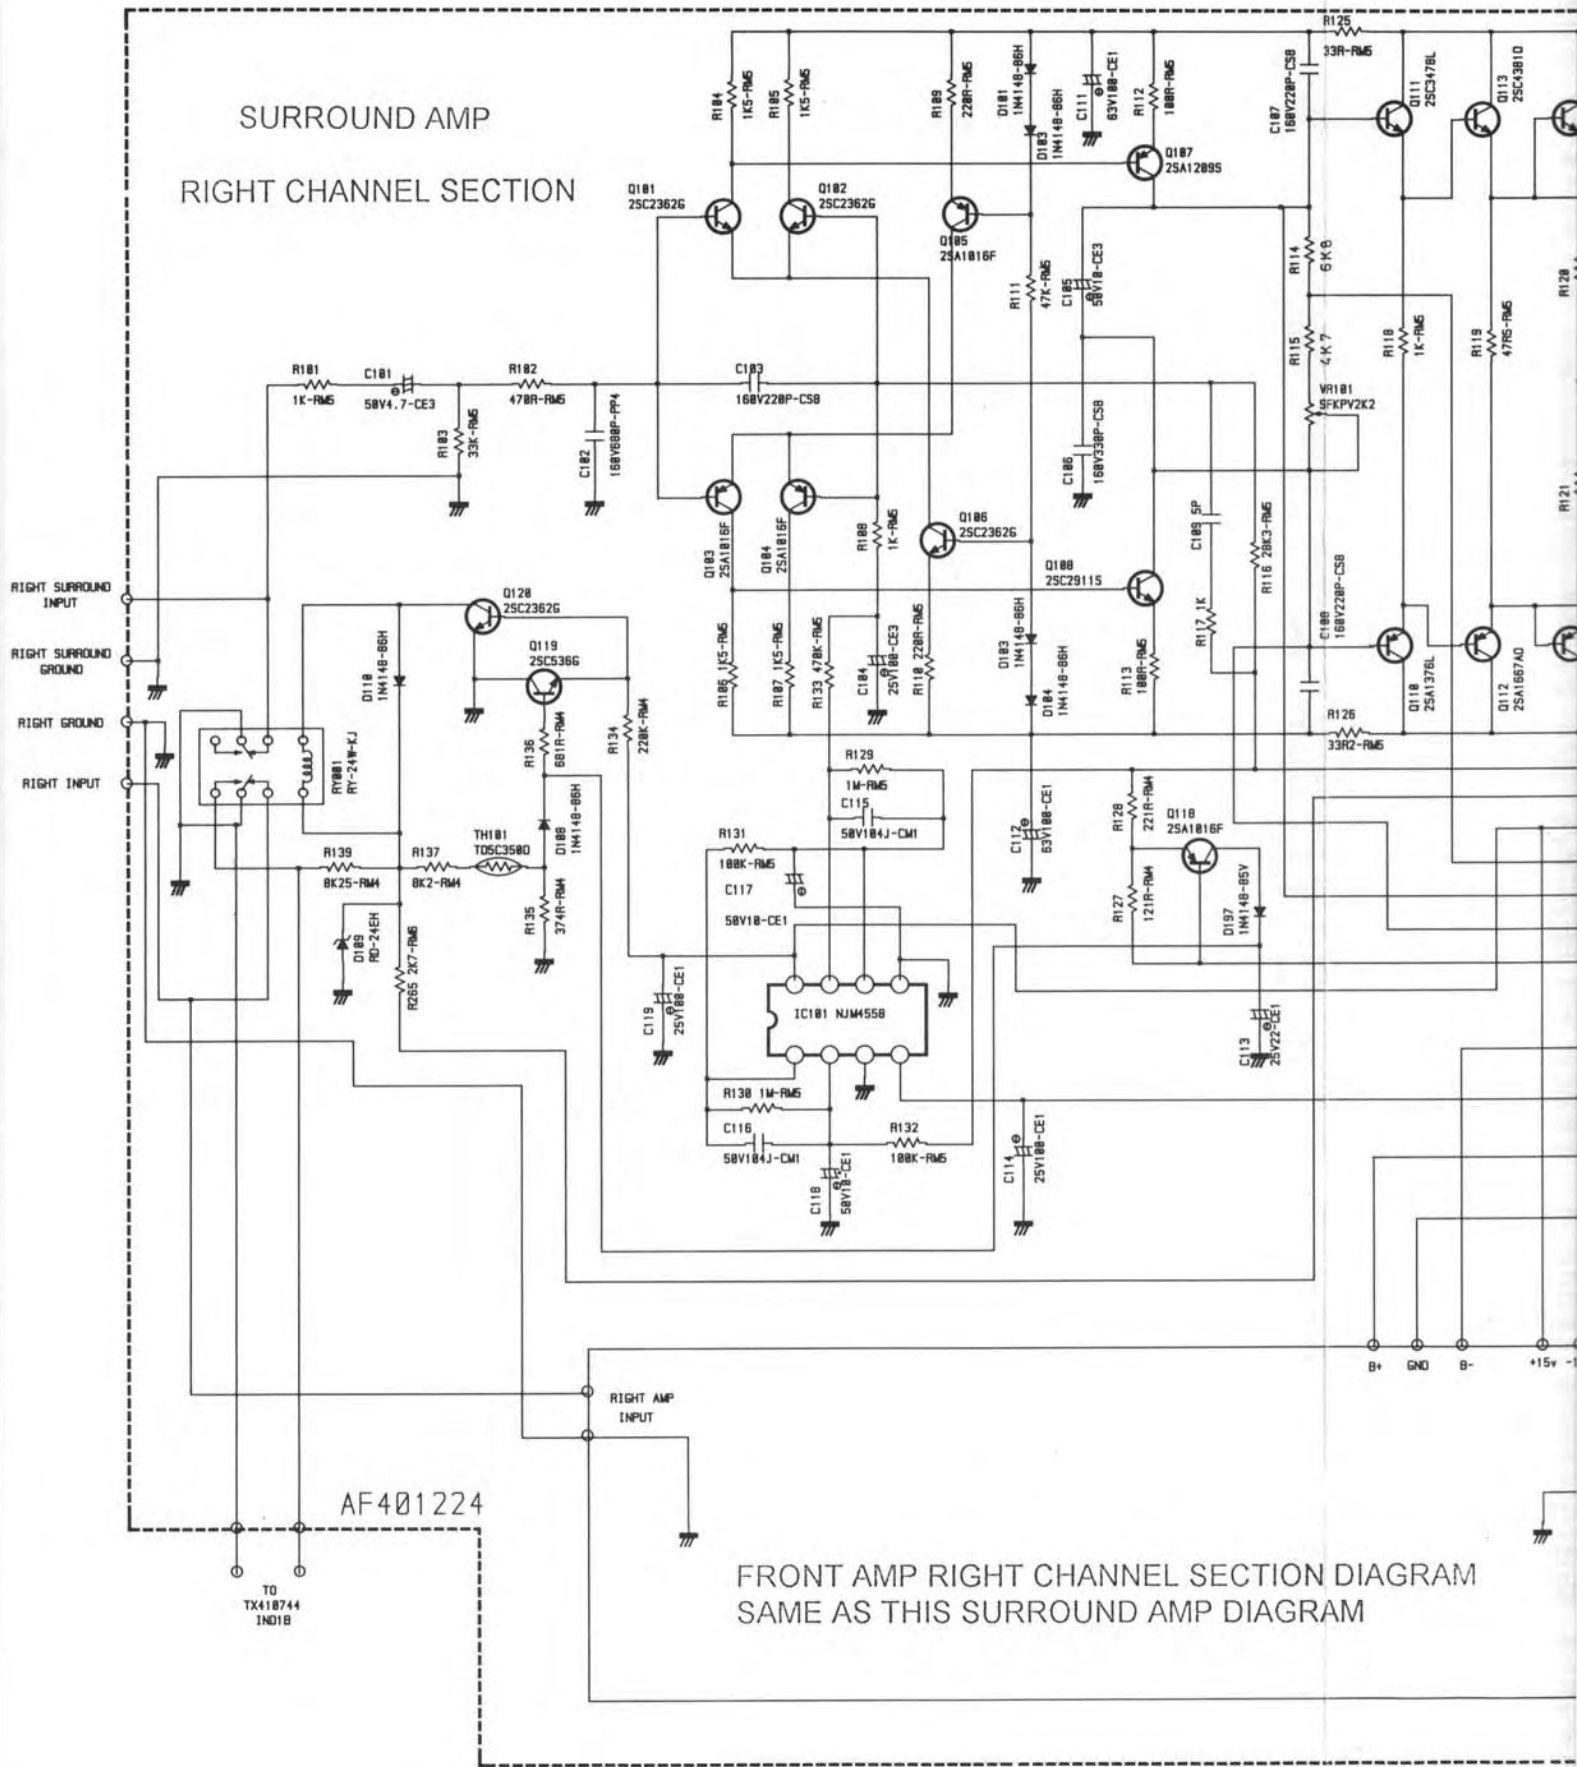 SURROUND AMP
RIGHT CHANNEL SECTION
R104
1K5-RM5
R105
1K5-RM5
R109
220R-RM5
D101
1N4148-86H
D103
1N4148-86H
C111
63V100-CE1
R112
100R-RM5
R125
33R-RM5
C107
160V220P-CS8
Q111
2SC3478L
Q113
2SC4381O
Q107
2SA1209S
Q101
2SC2362G
Q102
2SC2362G
Q105
2SA1016F
R111
47K-RM5
C105
50V10-CE3
R114
6K8
R120
R115
4K7
R118
1K-RM5
R119
47R5-RM5
VR101
SFKPV2K2
R101
1K-RM5
C101
50V4.7-CE3
R102
470R-RM5
C103
160V220P-CS8
R103
33K-RM5
C102
160V680P-PP4
C106
160V330P-CS8
R121
Q103
2SA1016F
Q104
2SA1016F
R108
1K-RM5
Q106
2SC2362G
C109 5P
R116 28K3-RM5
R117 1K
Q108
2SC2911S
C108
160V220P-CS8
RIGHT SURROUND
INPUT
RIGHT SURROUND
GROUND
RIGHT GROUND
RIGHT INPUT
Q120
2SC2362G
Q119
2SC536G
D110
1N4148-86H
R106 1K5-RM5
R107 1K5-RM5
R133 470K-RM5
C104
25V100-CE3
R110 220R-RM5
D103
1N4148-86H
D104
1N4148-86H
R113
100R-RM5
Q110
2SA1376L
Q112
2SA1667AO
R126
33R2-RM5
RY001
RY-24W-KJ
R136
681R-RM4
R134
220K-RM4
R129
1M-RM5
C115
50V104J-CM1
D108
1N4148-86H
TH101
TD5C350D
R139
8K25-RM4
R137
8K2-RM4
R131
100K-RM5
C117
50V10-CE1
C112
63V100-CE1
R128
221R-RM4
Q118
2SA1016F
R127
121R-RM4
D197
1N4148-85V
R135
374R-RM4
D109
RD-24EH
R265 2K7-RM6
C119
25V100-CE1
IC101 NJM4558
C113
25V22-CE1
R130 1M-RM5
C116
50V104J-CM1
R132
100K-RM5
C118
50V10-CE1
C114
25V100-CE1
B+
GND
B-
+15v
RIGHT AMP
INPUT
AF401224
TO
TX410744
IND1B
FRONT AMP RIGHT CHANNEL SECTION DIAGRAM
SAME AS THIS SURROUND AMP DIAGRAM